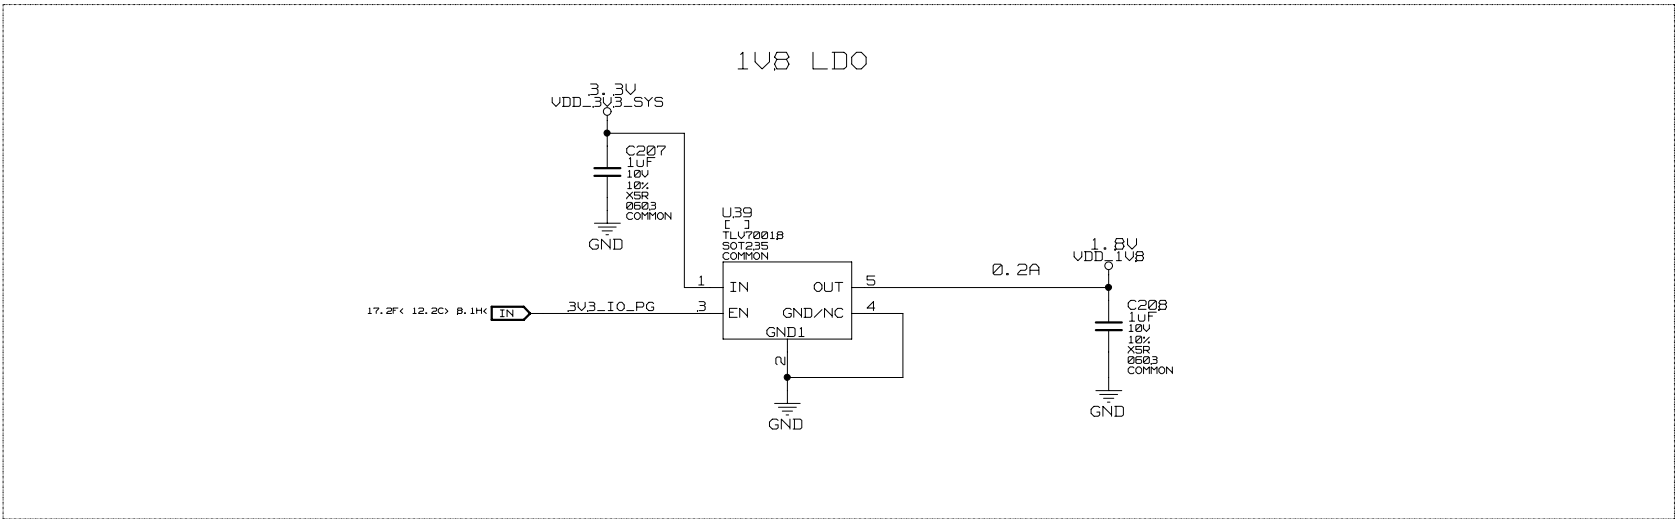 1V8 LDO
3.3V
VDD_3V3_SYS
C207
1uF
10V
10%
X5R
0603
COMMON
GND
U39
[ ]
TLV70018
SOT235
COMMON
1 IN
OUT 5
0.2A
1.8V
VDD_1V8
17.2F< 12.2C> 8.1H< IN 3V3_IO_PG 3 EN
GND/NC 4
GND1
2
GND
C208
1uF
10V
10%
X5R
0603
COMMON
GND